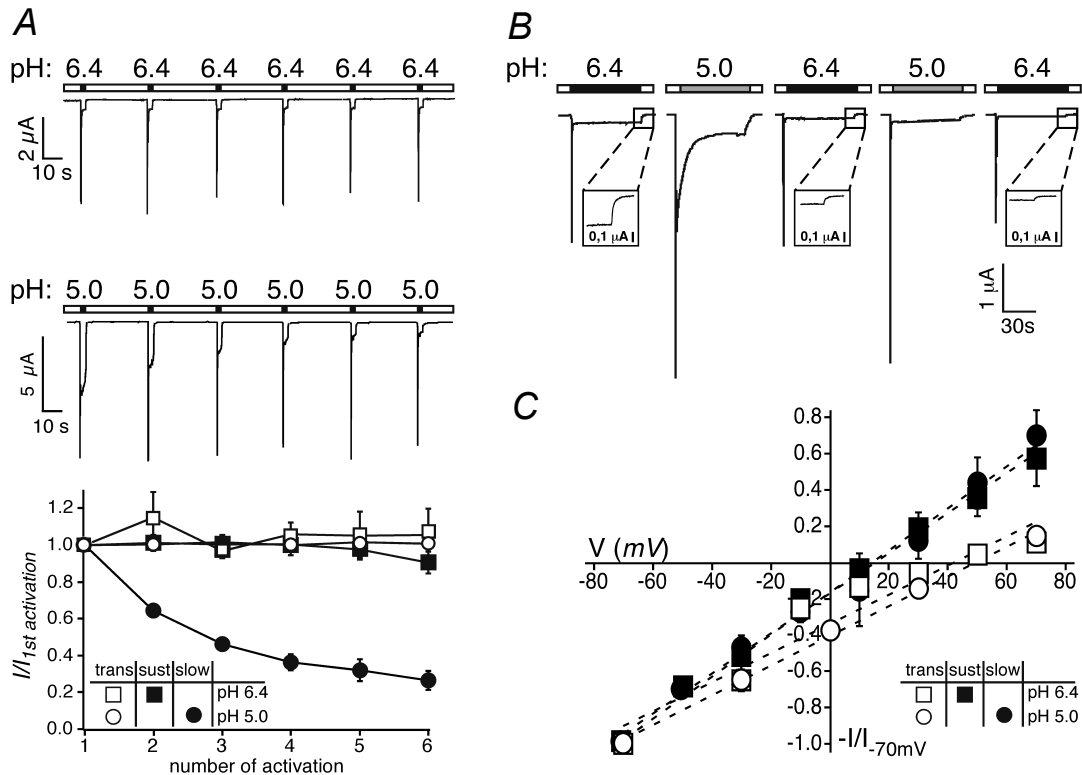 A
pH: 6.4 6.4 6.4 6.4 6.4 6.4
2 µA
10 s
pH: 5.0 5.0 5.0 5.0 5.0 5.0
5 µA
10 s
I/I1st activation
1.2
1.0
0.8
0.6
0.4
0.2
0.0
trans sust slow
pH 6.4
pH 5.0
1 2 3 4 5 6
number of activation
B
pH: 6.4 5.0 6.4 5.0 6.4
0,1 µA
0,1 µA
0,1 µA
1 µA
30s
C
0.8
0.6
0.4
0.2
V (mV)
-80 -60 -40 -20 20 40 60 80
-0.2
-0.4
-0.6
-0.8
-1.0
-I/I-70mV
trans sust slow
pH 6.4
pH 5.0